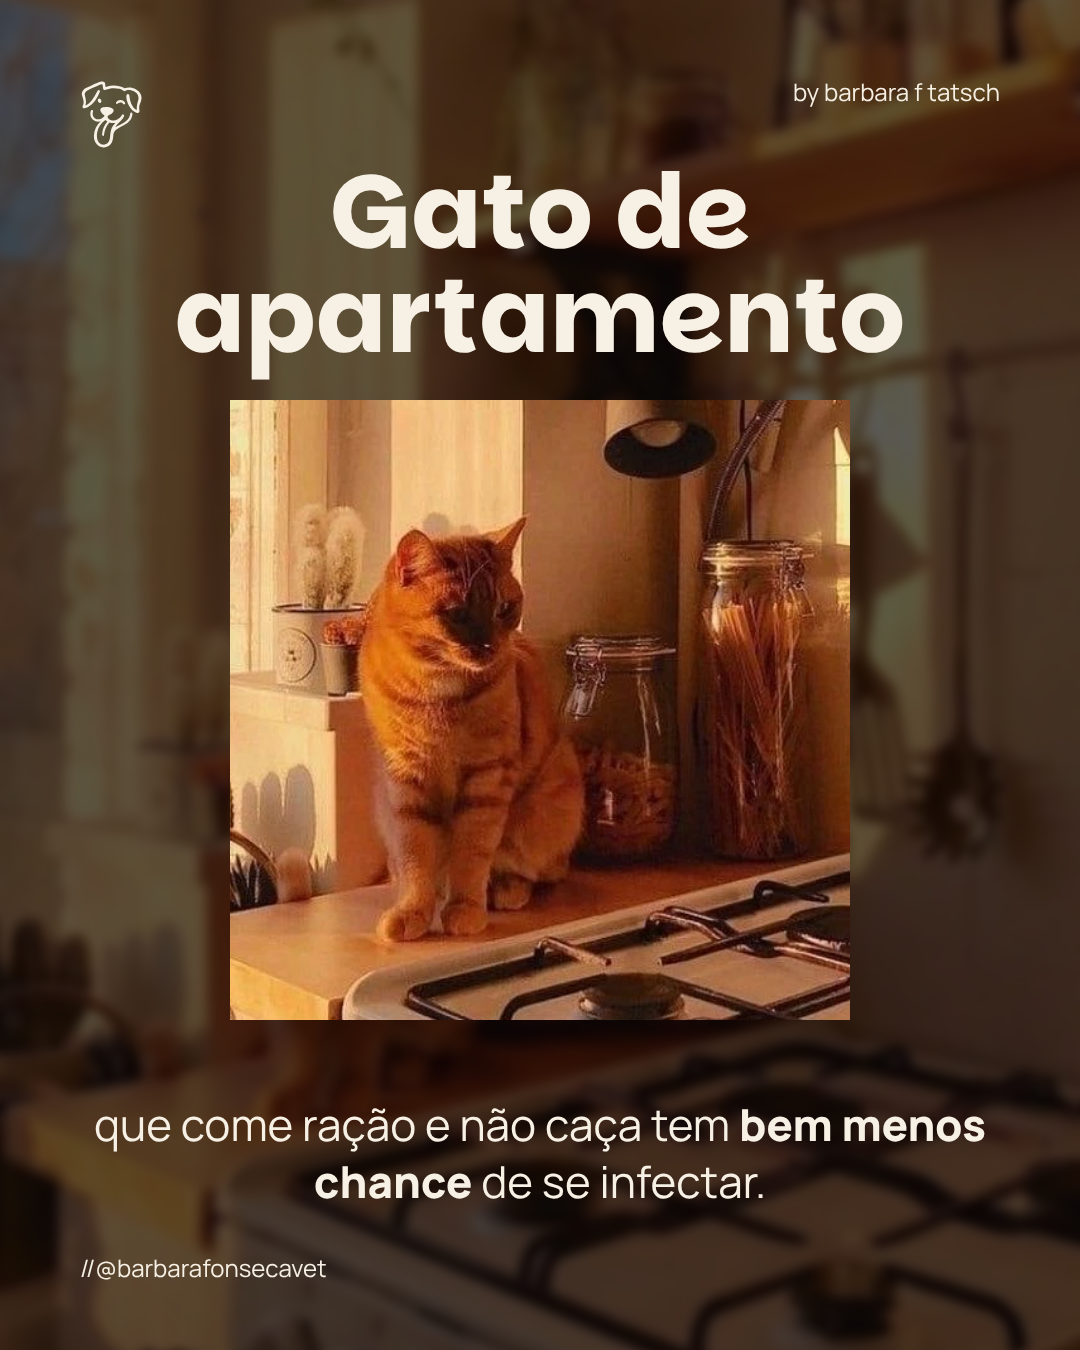 by barbara f tatsch
Gato de
apartamento
que come ração e não caça tem bem menos
chance de se infectar.
//@barbarafonsecavet